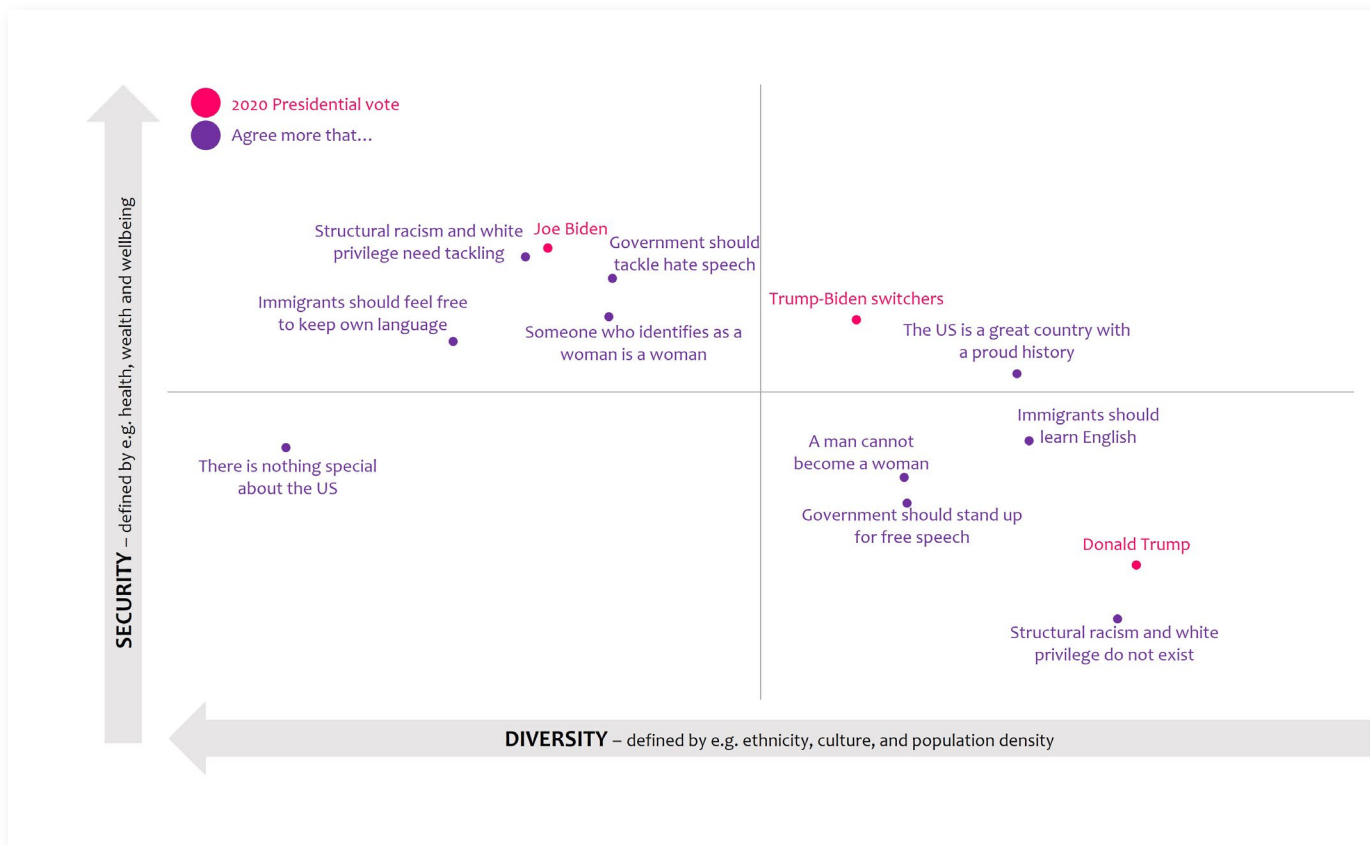 2020 Presidential vote
Agree more that...
Structural racism and white
privilege need tackling
Joe Biden
Government should
tackle hate speech
Immigrants should feel free
to keep own language
Someone who identifies as a
woman is a woman
Trump-Biden switchers
The US is a great country with
a proud history
There is nothing special
about the US
Immigrants should
learn English
A man cannot
become a woman
Government should stand up
for free speech
Donald Trump
Structural racism and white
privilege do not exist
SECURITY – defined by e.g. health, wealth and wellbeing
DIVERSITY – defined by e.g. ethnicity, culture, and population density